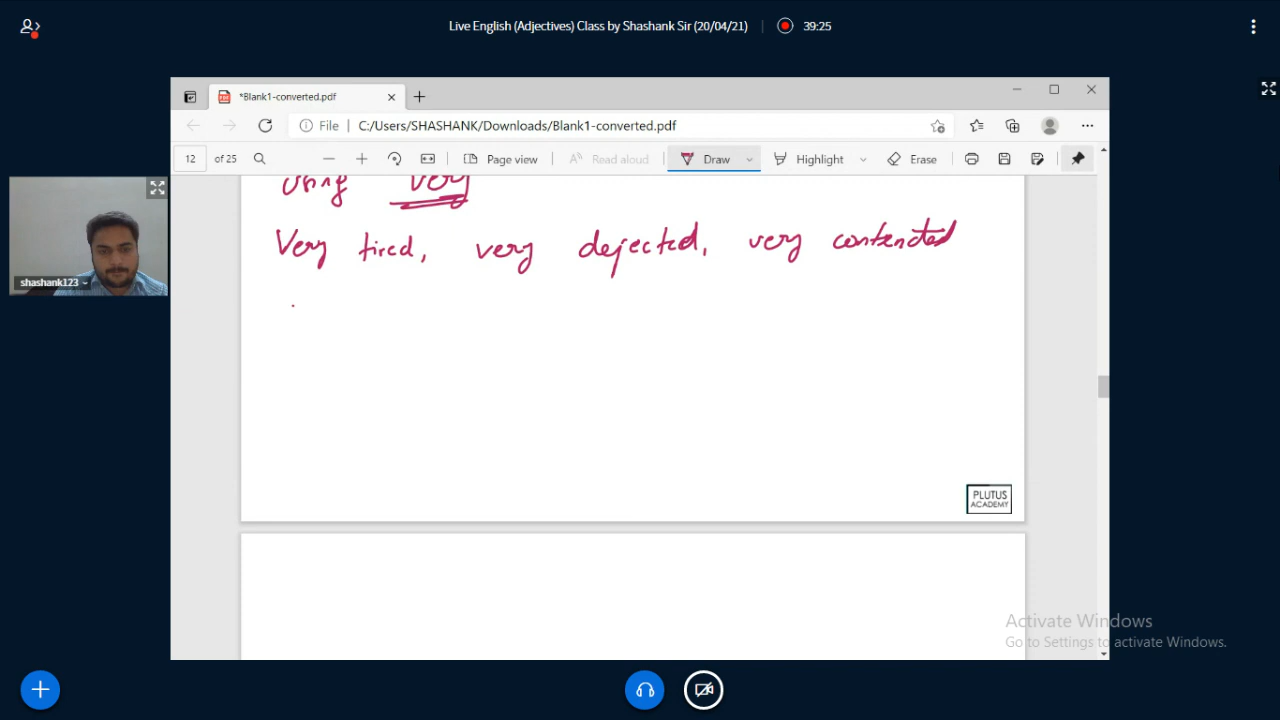 Live English (Adjectives) Class by Shashank Sir (20/04/21) 39:25
*Blank1-converted.pdf
File C:/Users/SHASHANK/Downloads/Blank1-converted.pdf
12 of 25 Page view Read aloud Draw Highlight Erase
Using very
Very tired, very dejected, very contented
shashank123
PLUTUS
ACADEMY
Activate Windows
Go to Settings to activate Windows.